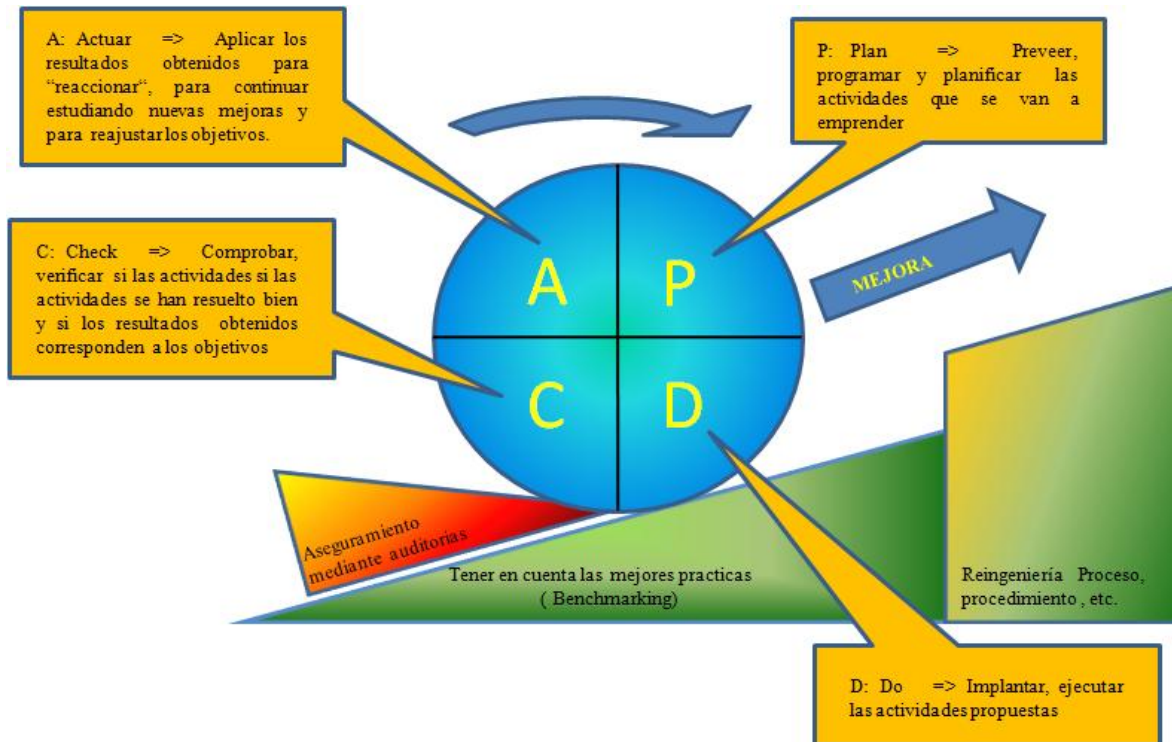 A: Actuar => Aplicar los
resultados obtenidos para
“reaccionar“, para continuar
estudiando nuevas mejoras y
para reajustar los objetivos.
P: Plan => Preveer,
programar y planificar las
actividades que se van a
emprender
C: Check => Comprobar,
verificar si las actividades si las
actividades se han resuelto bien
y si los resultados obtenidos
corresponden a los objetivos
A
P
MEJORA
C
D
Aseguramiento
mediante auditorias
Tener en cuenta las mejores practicas
( Benchmarking)
Reingeniería Proceso,
procedimiento , etc.
D: Do => Implantar, ejecutar
las actividades propuestas